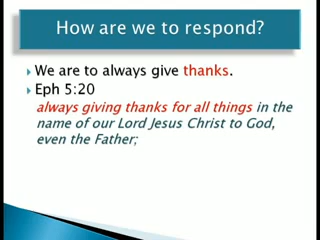 How are we to respond?
We are to always give thanks.
Eph 5:20
always giving thanks for all things in the
name of our Lord Jesus Christ to God,
even the Father;